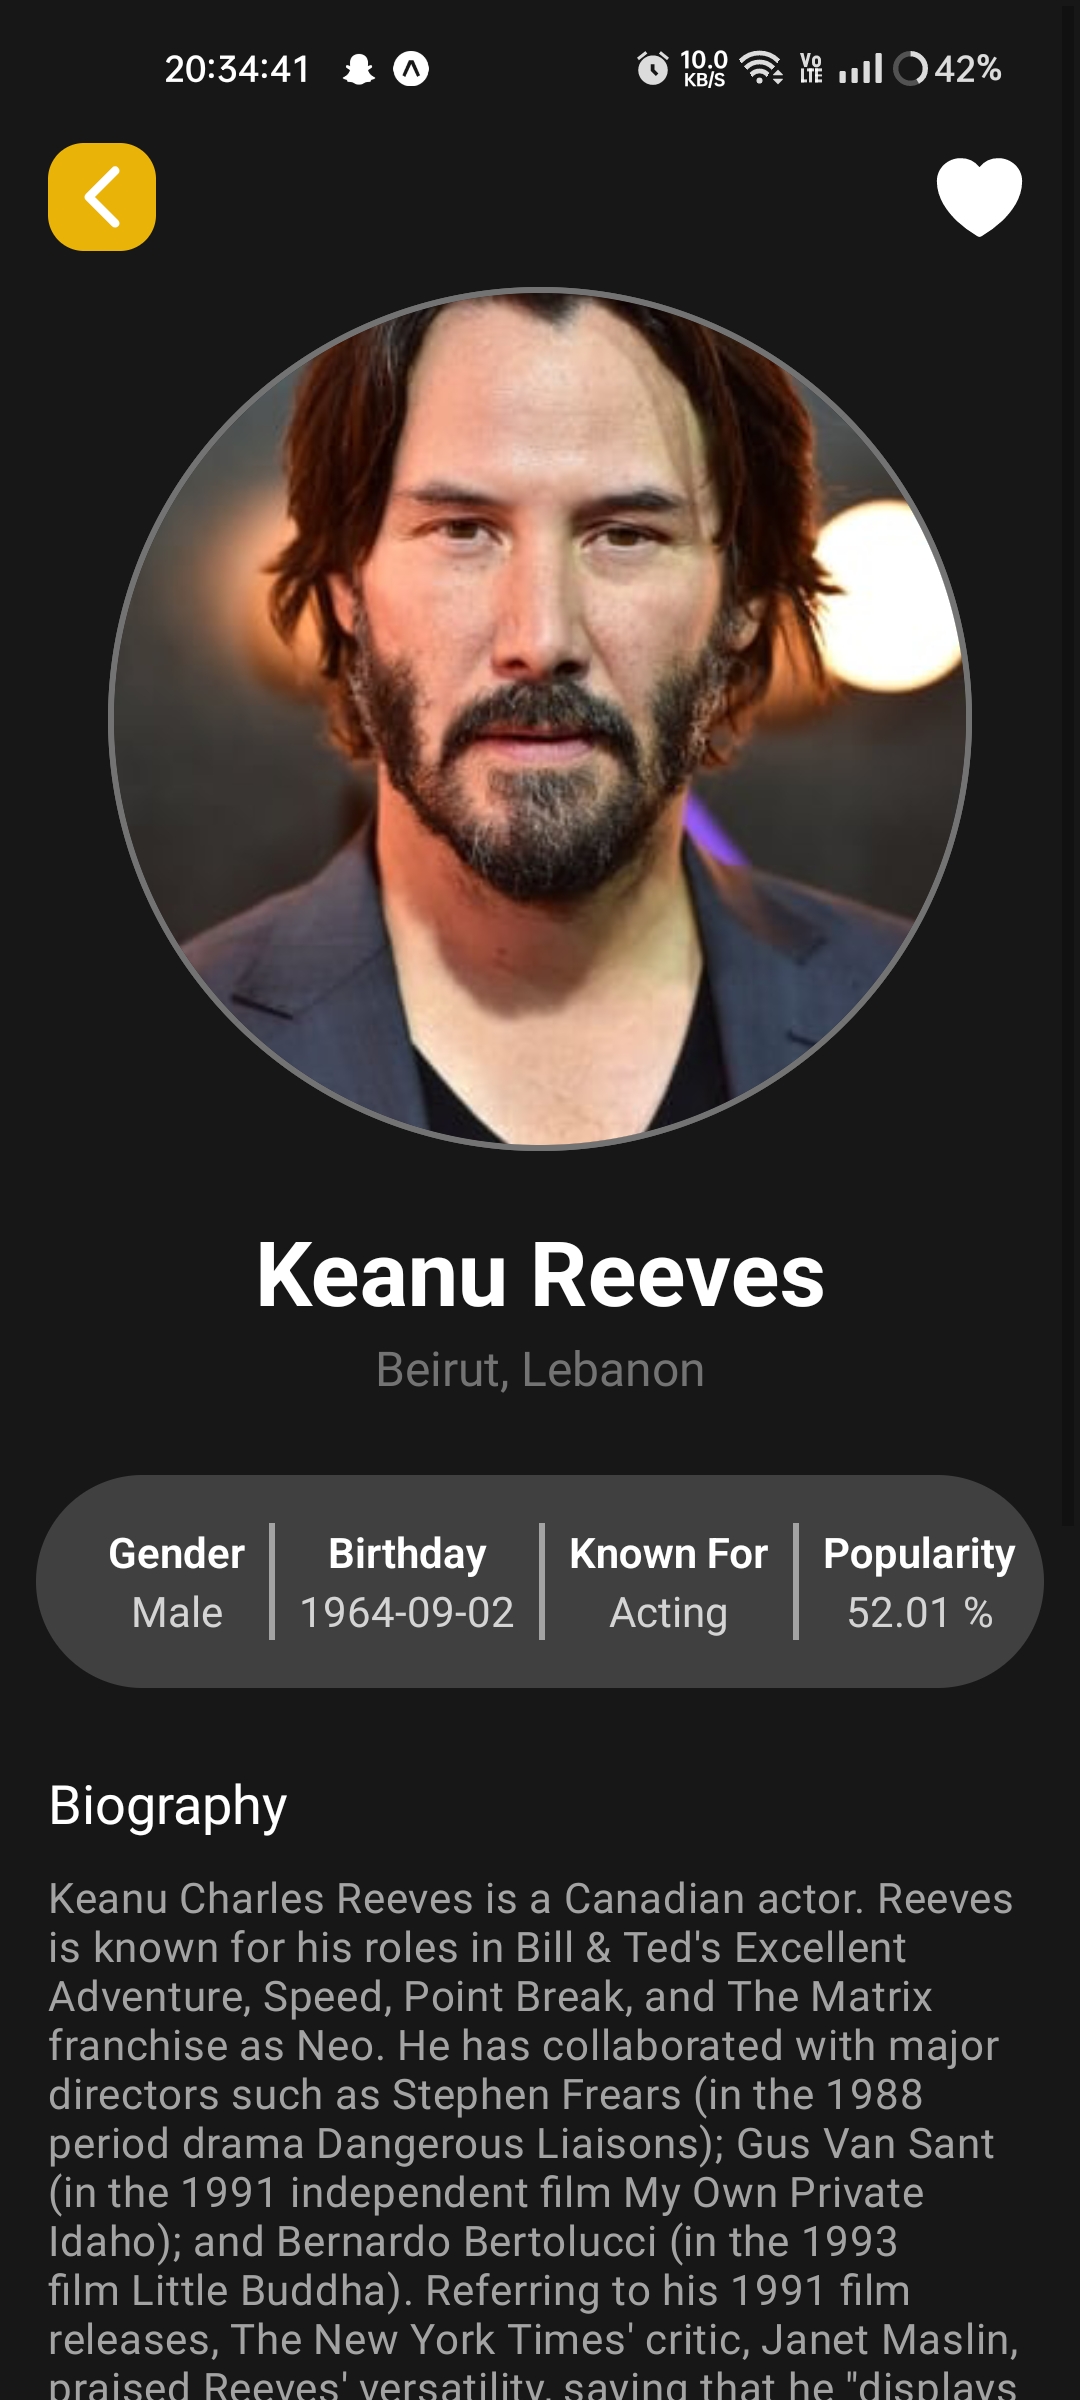 20:34:41 10.0 KB/S Vo LTE 42%
Keanu Reeves
Beirut, Lebanon
Gender Birthday Known For Popularity
Male 1964-09-02 Acting 52.01 %
Biography
Keanu Charles Reeves is a Canadian actor. Reeves
is known for his roles in Bill & Ted's Excellent
Adventure, Speed, Point Break, and The Matrix
franchise as Neo. He has collaborated with major
directors such as Stephen Frears (in the 1988
period drama Dangerous Liaisons); Gus Van Sant
(in the 1991 independent film My Own Private
Idaho); and Bernardo Bertolucci (in the 1993
film Little Buddha). Referring to his 1991 film
releases, The New York Times' critic, Janet Maslin,
praised Reeves' versatility, saying that he "displays